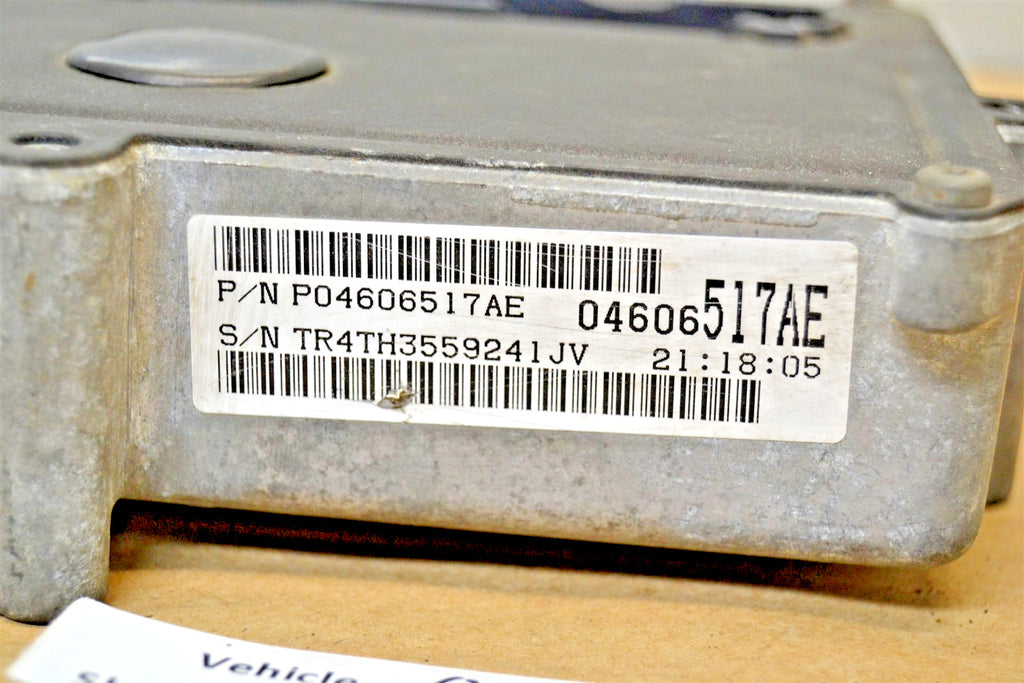 P/N P04606517AE 04606517AE
S/N TR4TH3559241JV 21:18:05
Vehicle